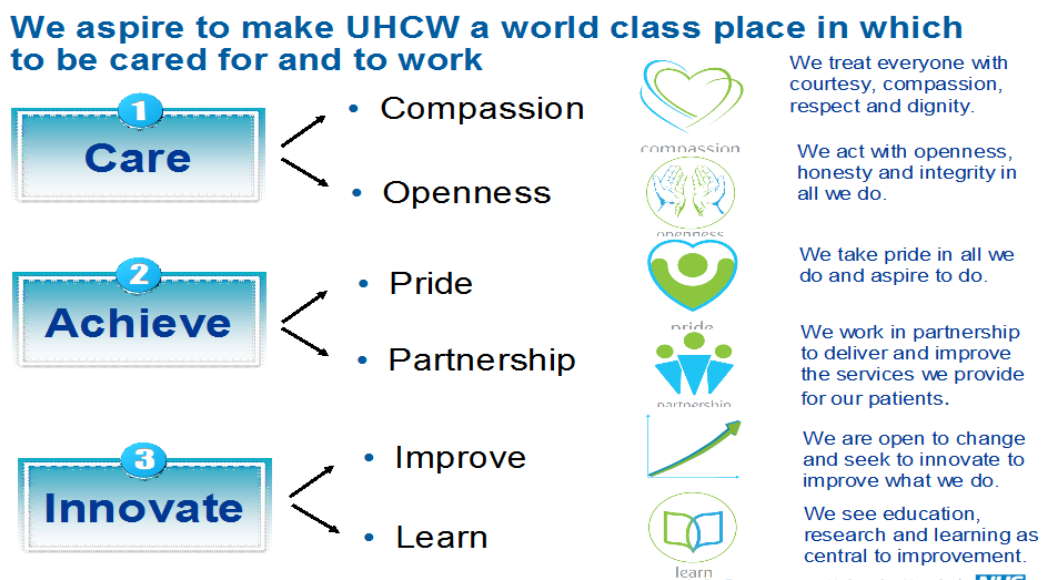 We aspire to make UHCW a world class place in which
to be cared for and to work
1
Care
• Compassion
• Openness
compassion
We treat everyone with
courtesy, compassion,
respect and dignity.
openness
We act with openness,
honesty and integrity in
all we do.
2
Achieve
• Pride
• Partnership
pride
We take pride in all we
do and aspire to do.
partnership
We work in partnership
to deliver and improve
the services we provide
for our patients.
3
Innovate
• Improve
• Learn
We are open to change
and seek to innovate to
improve what we do.
learn
We see education,
research and learning as
central to improvement.
NHS